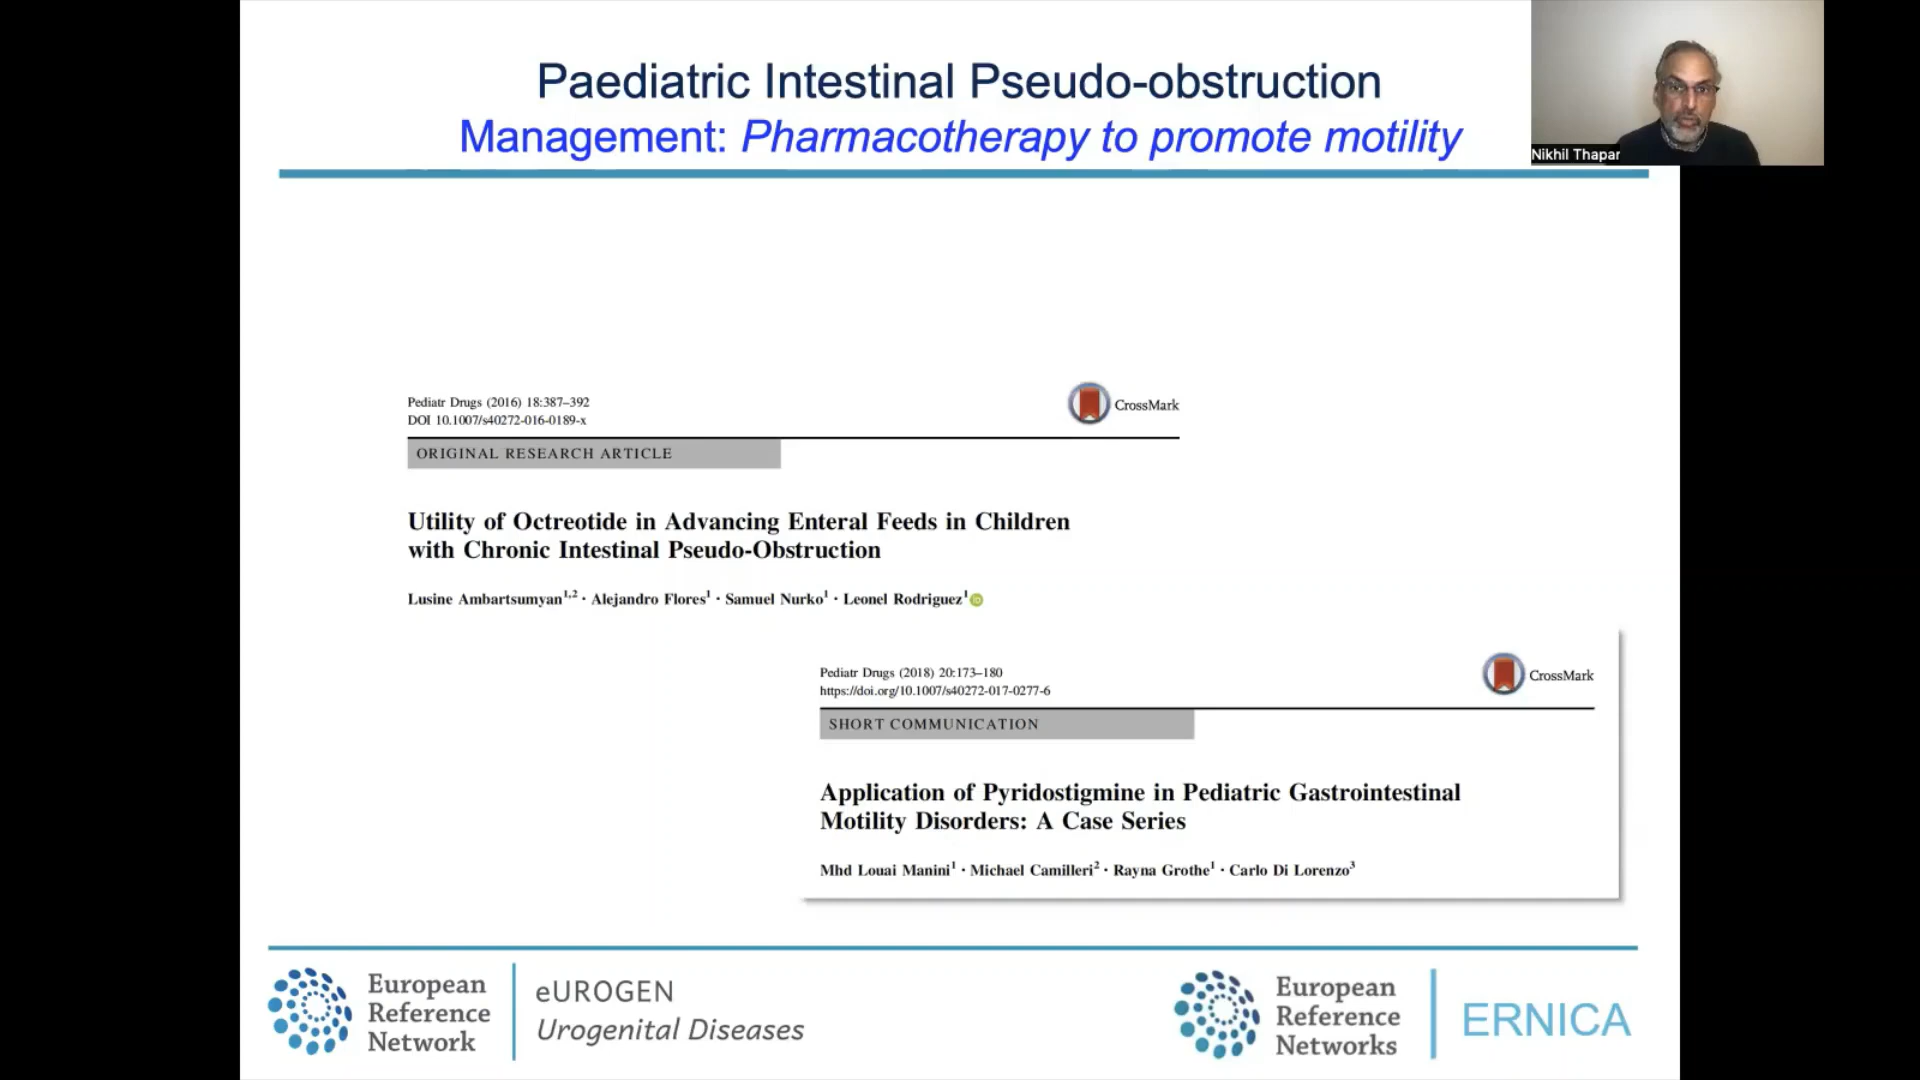 Paediatric Intestinal Pseudo-obstruction
Management: Pharmacotherapy to promote motility
Nikhil Thapar
Pediatr Drugs (2016) 18:387–392
DOI 10.1007/s40272-016-0189-x
CrossMark
ORIGINAL RESEARCH ARTICLE
Utility of Octreotide in Advancing Enteral Feeds in Children
with Chronic Intestinal Pseudo-Obstruction
Lusine Ambartsumyan1,2 · Alejandro Flores1 · Samuel Nurko1 · Leonel Rodriguez1 iD
Pediatr Drugs (2018) 20:173–180
https://doi.org/10.1007/s40272-017-0277-6
CrossMark
SHORT COMMUNICATION
Application of Pyridostigmine in Pediatric Gastrointestinal
Motility Disorders: A Case Series
Mhd Louai Manini1 · Michael Camilleri2 · Rayna Grothe1 · Carlo Di Lorenzo3
European
Reference
Network
eUROGEN
Urogenital Diseases
European
Reference
Networks
ERNICA